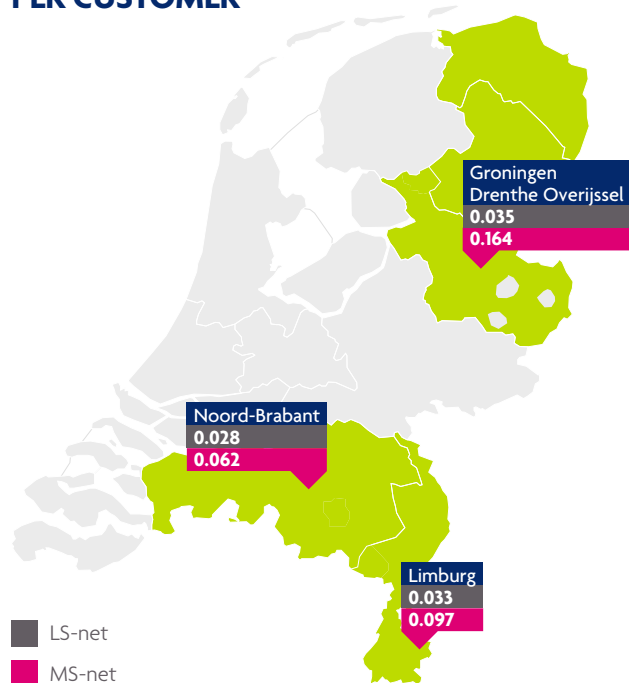 PER CUSTOMER
Groningen
Drenthe Overijssel
0.035
0.164
Noord-Brabant
0.028
0.062
Limburg
0.033
0.097
LS-net
MS-net